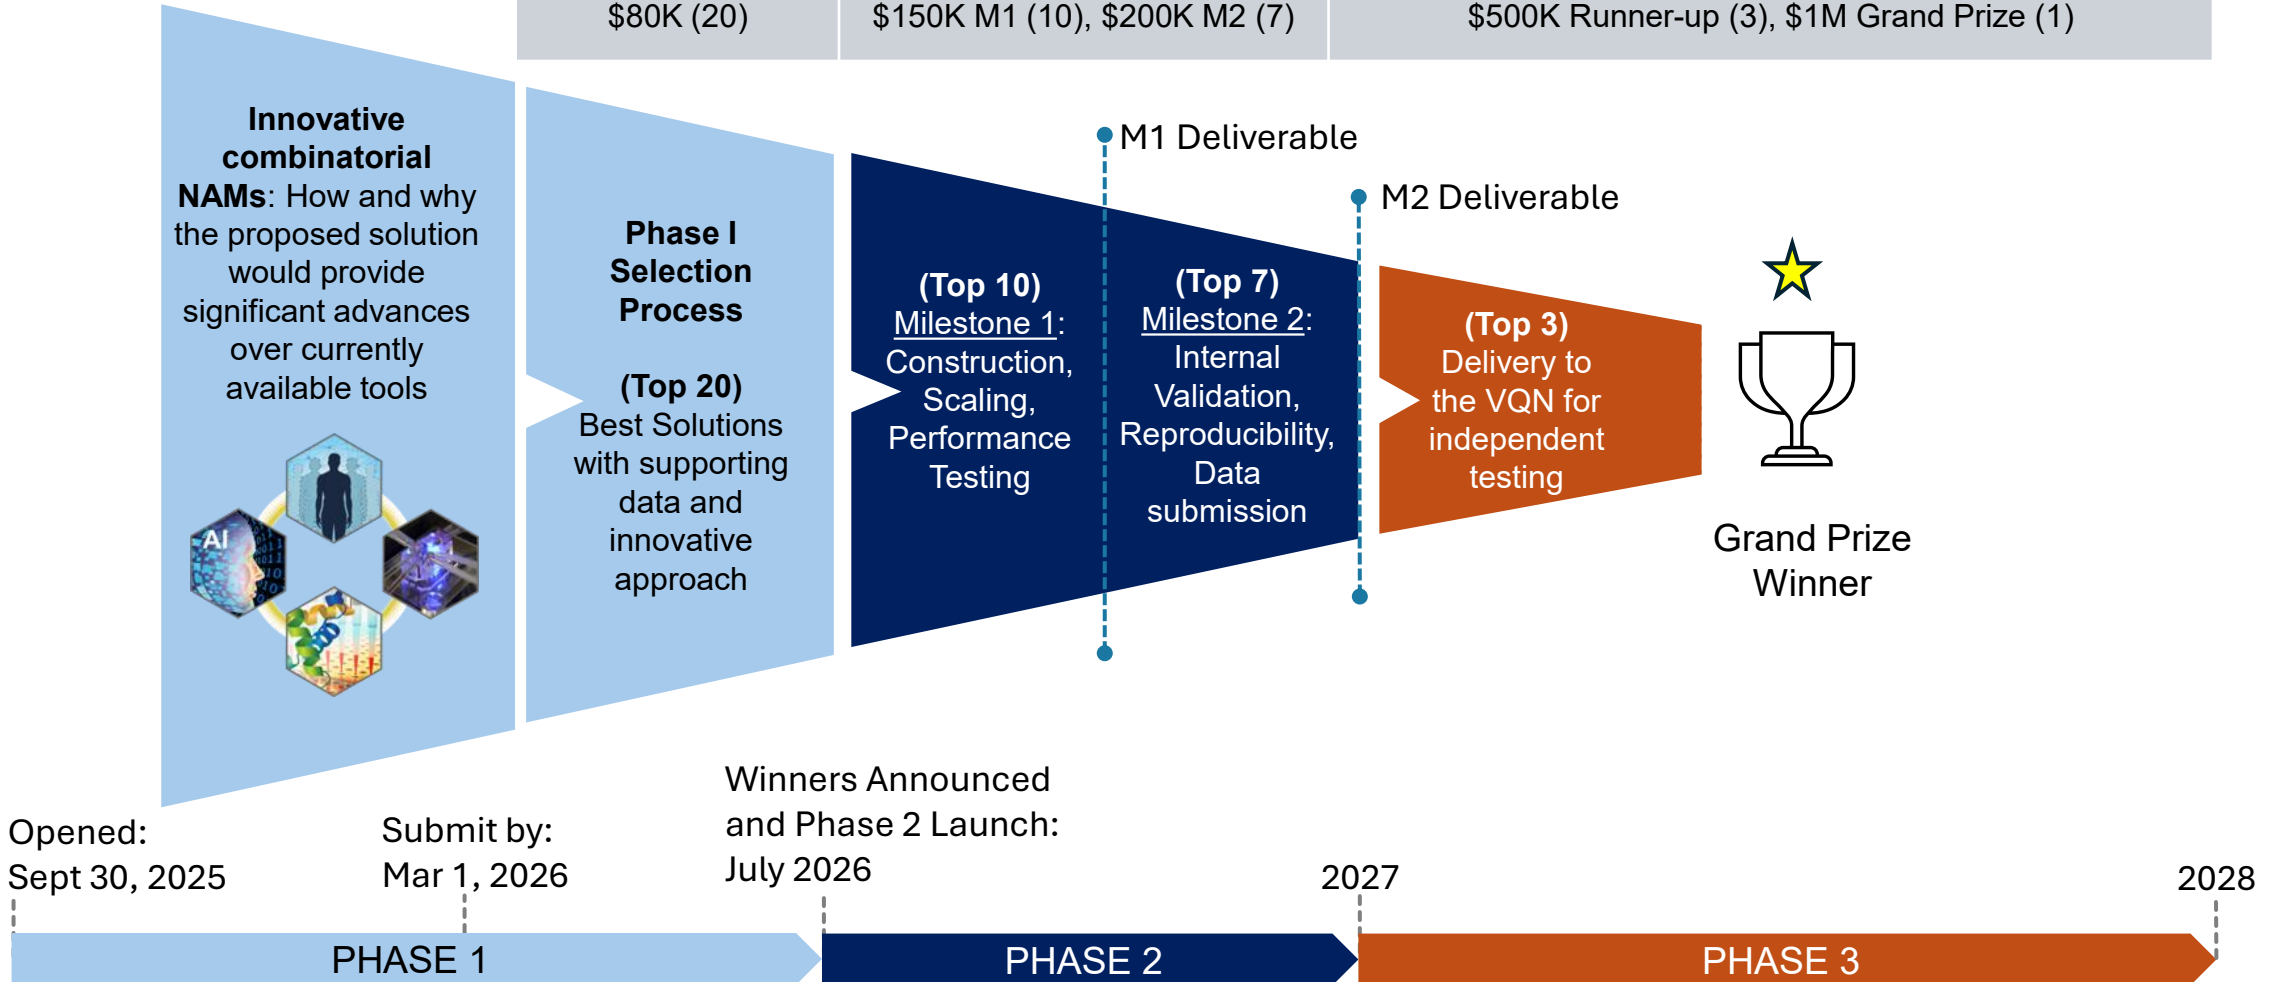 $80K (20)
$150K M1 (10), $200K M2 (7)
$500K Runner-up (3), $1M Grand Prize (1)
Innovative
combinatorial
NAMs: How and why
the proposed solution
would provide
significant advances
over currently
available tools
AI
Phase I
Selection
Process
(Top 20)
Best Solutions
with supporting
data and
innovative
approach
M1 Deliverable
(Top 10)
Milestone 1:
Construction,
Scaling,
Performance
Testing
M2 Deliverable
(Top 7)
Milestone 2:
Internal
Validation,
Reproducibility,
Data
submission
(Top 3)
Delivery to
the VQN for
independent
testing
Grand Prize
Winner
Opened:
Sept 30, 2025
Submit by:
Mar 1, 2026
Winners Announced
and Phase 2 Launch:
July 2026
2027
2028
PHASE 1
PHASE 2
PHASE 3